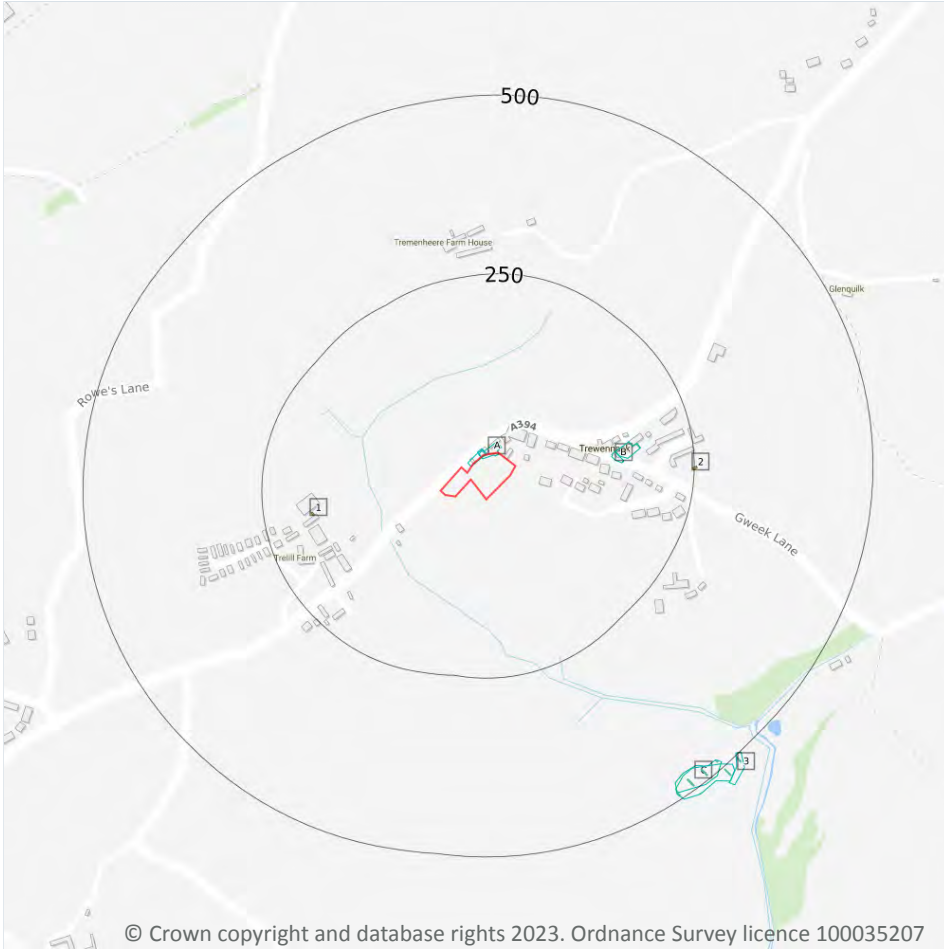 500
Tremenheere Farm House
250
Glenquilk
Rowe's Lane
A394
A
Trewennack
B
2
1
Gweek Lane
Trelill Farm
3
C
© Crown copyright and database rights 2023. Ordnance Survey licence 100035207